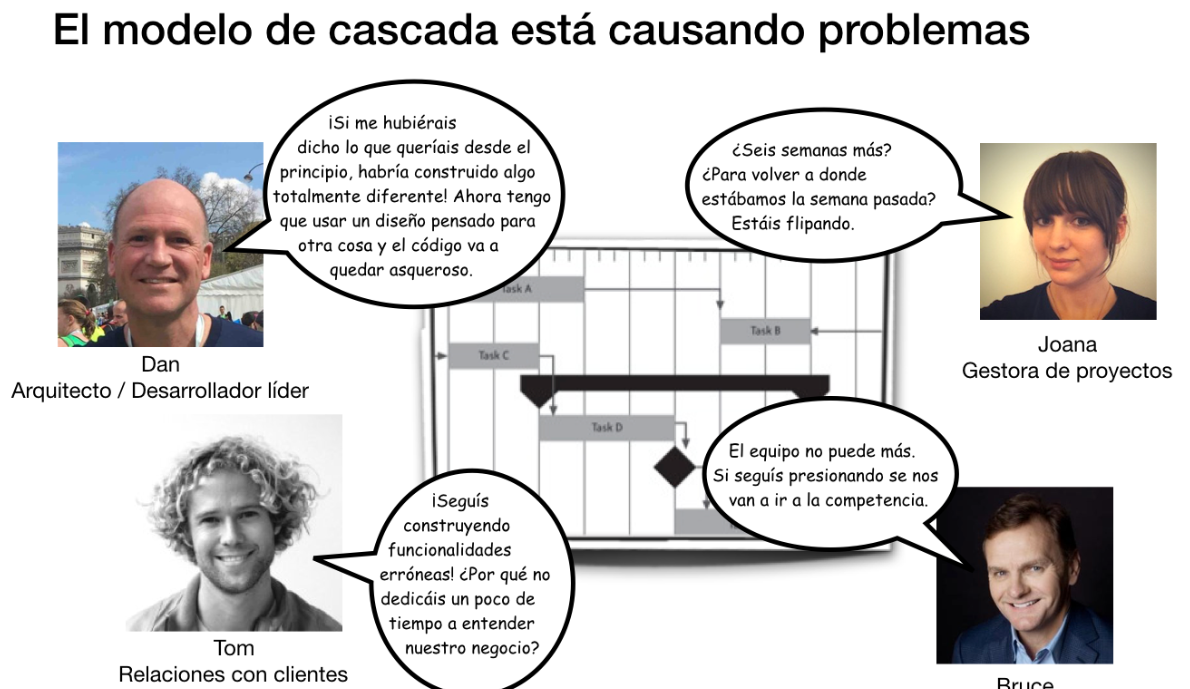 El modelo de cascada está causando problemas
¡Si me hubiérais
dicho lo que queríais desde el
principio, habría construido algo
totalmente diferente! Ahora tengo
que usar un diseño pensado para
otra cosa y el código va a
quedar asqueroso.
Dan
Arquitecto / Desarrollador líder
¿Seis semanas más?
¿Para volver a donde
estábamos la semana pasada?
Estáis flipando.
Joana
Gestora de proyectos
Task A
Task B
Task C
Task D
¡Seguís
construyendo
funcionalidades
erróneas! ¿Por qué no
dedicáis un poco de
tiempo a entender
nuestro negocio?
Tom
Relaciones con clientes
El equipo no puede más.
Si seguís presionando se nos
van a ir a la competencia.
Bruce